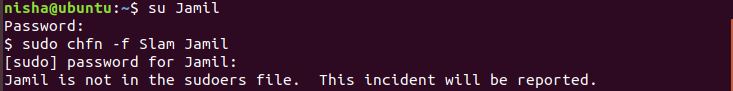 nisha@ubuntu:~$ su Jamil
Password:
$ sudo chfn -f Slam Jamil
[sudo] password for Jamil:
Jamil is not in the sudoers file.  This incident will be reported.